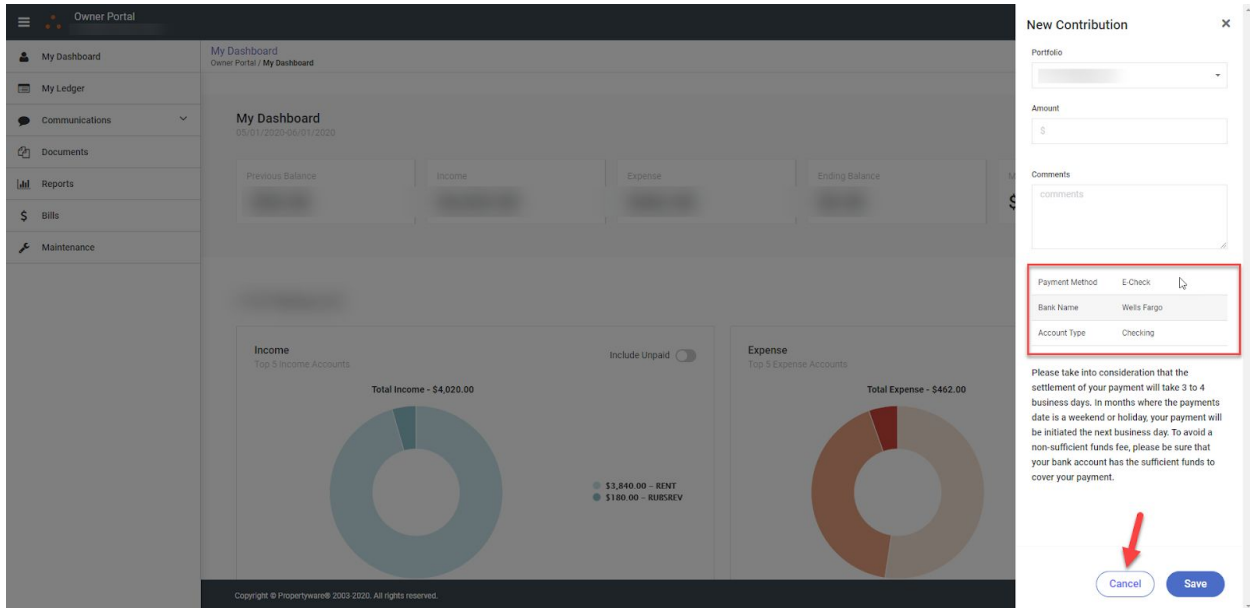 Owner Portal
My Dashboard
My Ledger
Communications
Documents
Reports
$ Bills
Maintenance
My Dashboard
Owner Portal / My Dashboard
My Dashboard
05/01/2020-06/01/2020
Previous Balance
Income
Expense
Ending Balance
M
$
Income
Top 5 Income Accounts
Include Unpaid
Total Income - $4,020.00
$3,840.00 – RENT
$180.00 – RUBSREV
Expense
Top 5 Expense Accounts
Total Expense - $462.00
Copyright © Propertyware® 2003-2020. All rights reserved.
New Contribution ×
Portfolio
Amount
$
Comments
comments
Payment Method E-Check
Bank Name Wells Fargo
Account Type Checking
Please take into consideration that the
settlement of your payment will take 3 to 4
business days. In months where the payments
date is a weekend or holiday, your payment will
be initiated the next business day. To avoid a
non-sufficient funds fee, please be sure that
your bank account has the sufficient funds to
cover your payment.
Cancel Save